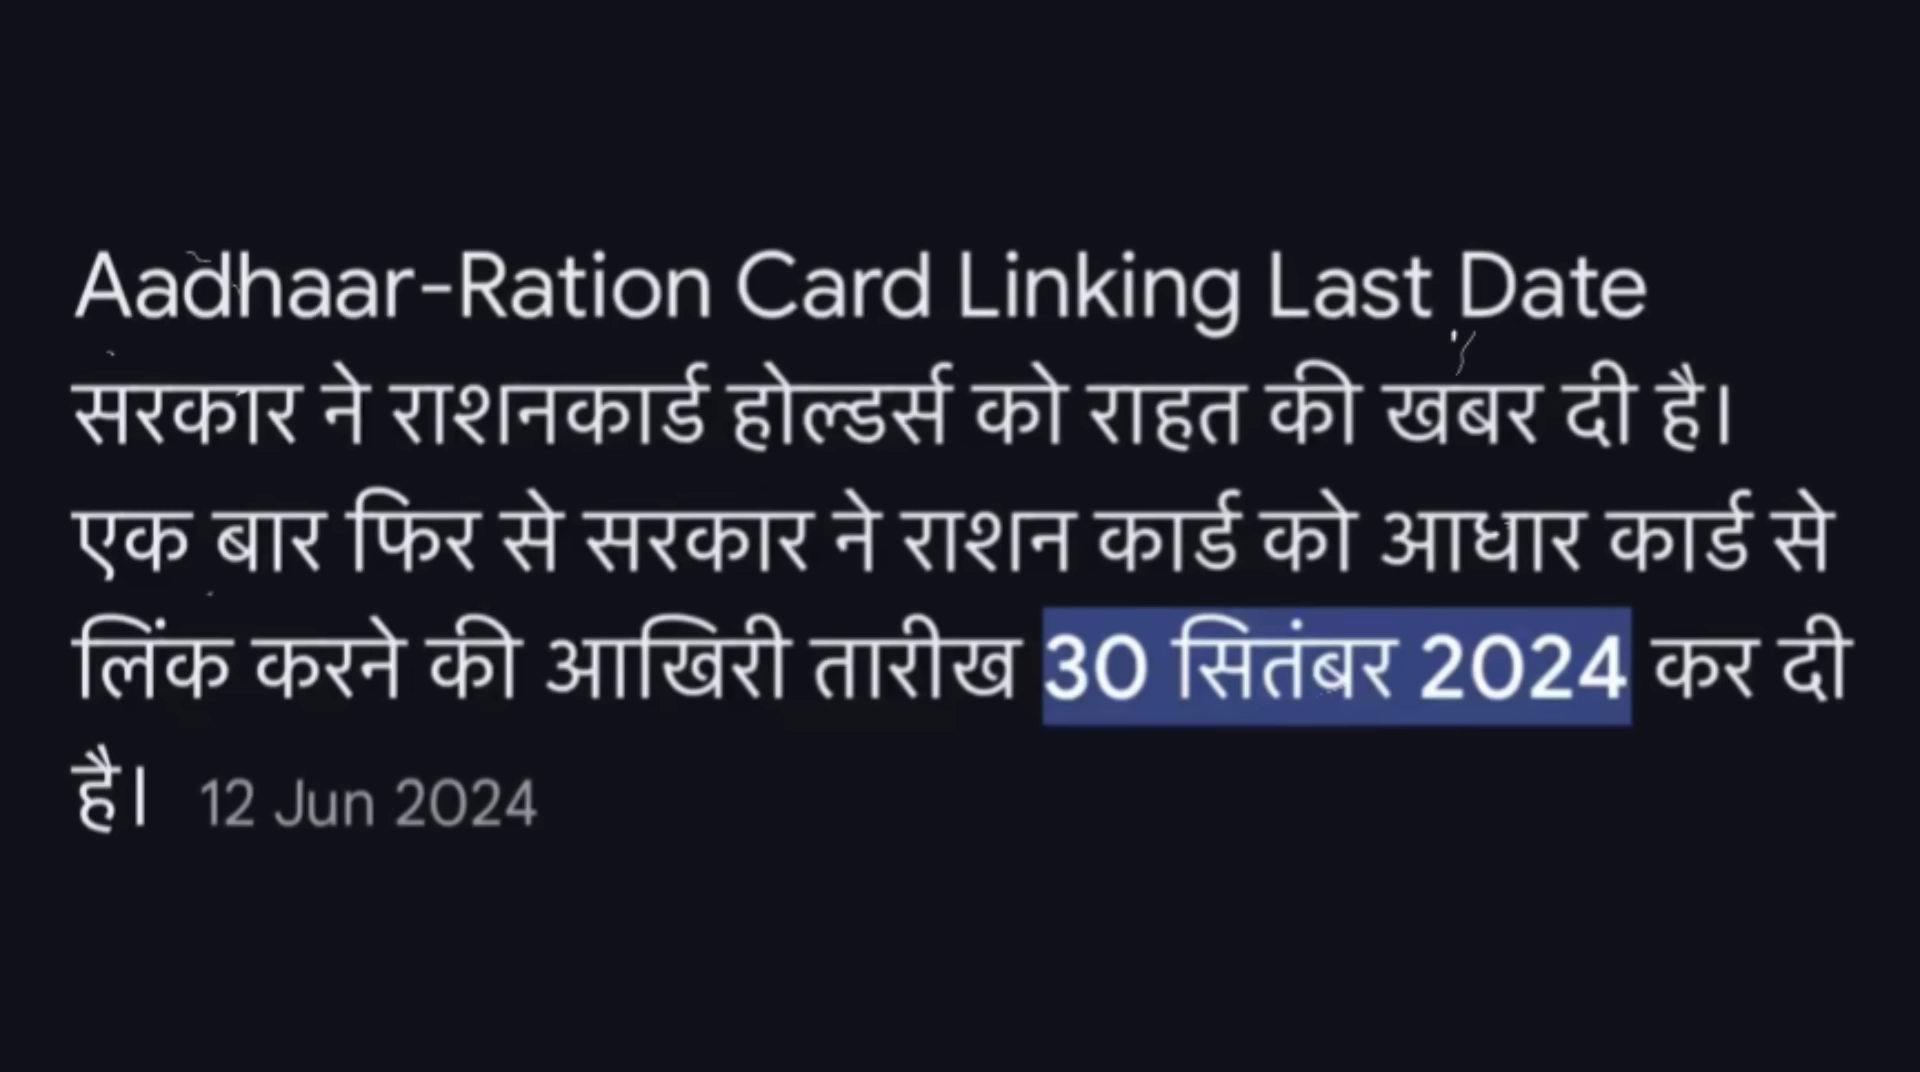 Aadhaar-Ration Card Linking Last Date
सरकार ने राशनकार्ड होल्डर्स को राहत की खबर दी है।
एक बार फिर से सरकार ने राशन कार्ड को आधार कार्ड से
लिंक करने की आखिरी तारीख 30 सितंबर 2024 कर दी
है। 12 Jun 2024